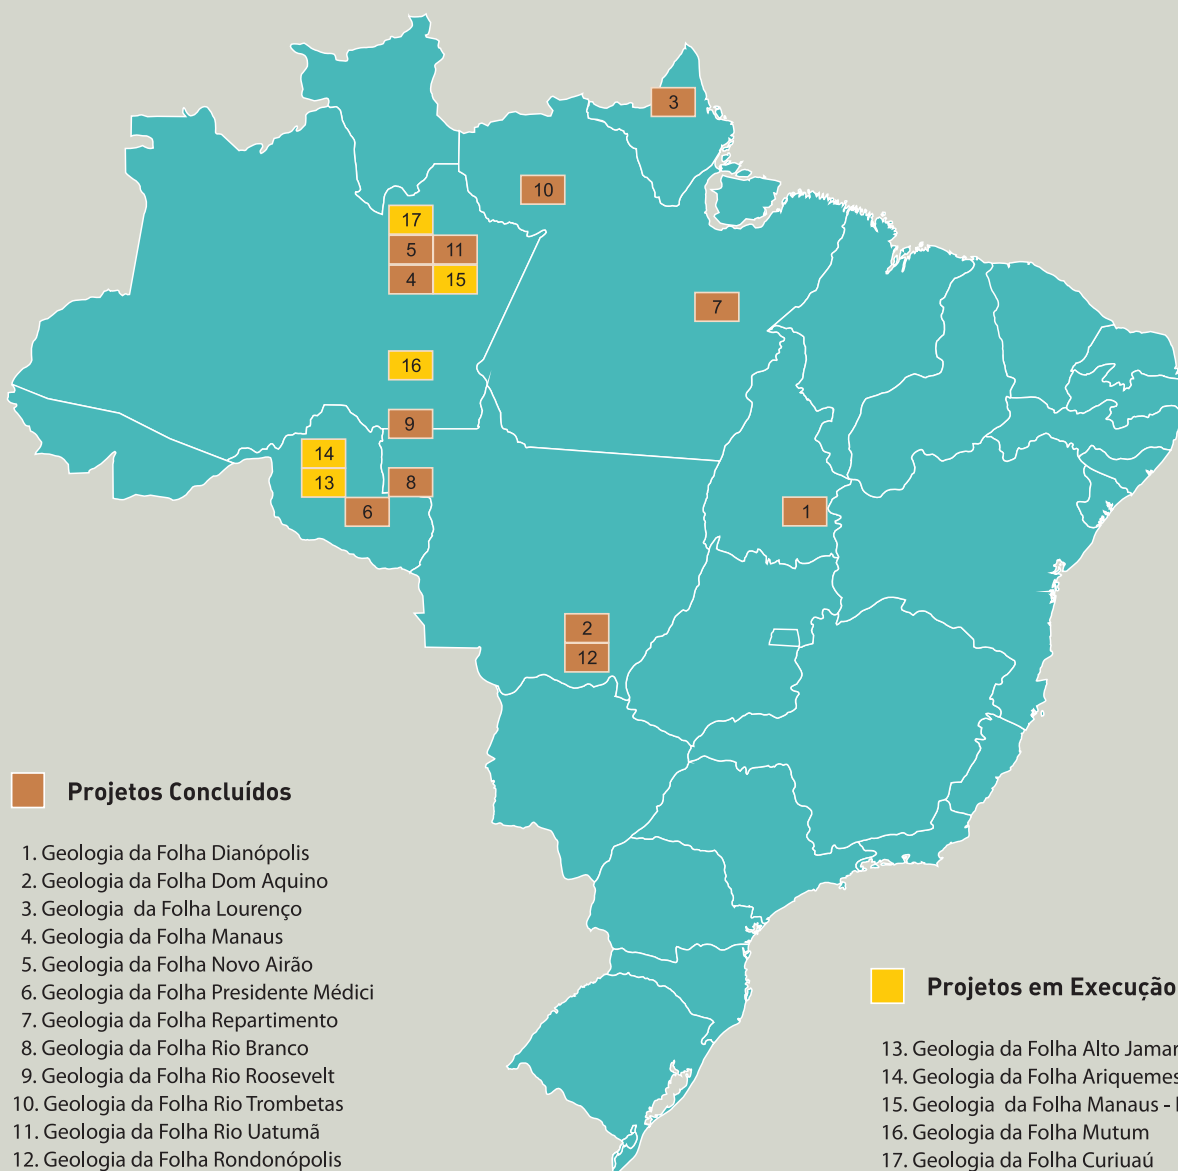 3
10
17
5 11
4 15
7
16
9
14
13 8
6 1
2
12
Projetos Concluídos
1. Geologia da Folha Dianópolis
2. Geologia da Folha Dom Aquino
3. Geologia da Folha Lourenço
4. Geologia da Folha Manaus
5. Geologia da Folha Novo Airão
6. Geologia da Folha Presidente Médici
7. Geologia da Folha Repartimento
8. Geologia da Folha Rio Branco
9. Geologia da Folha Rio Roosevelt
10. Geologia da Folha Rio Trombetas
11. Geologia da Folha Rio Uatumã
12. Geologia da Folha Rondonópolis
Projetos em Execução
13. Geologia da Folha Alto Jamar
14. Geologia da Folha Ariquemes
15. Geologia da Folha Manaus -
16. Geologia da Folha Mutum
17. Geologia da Folha Curiuaú